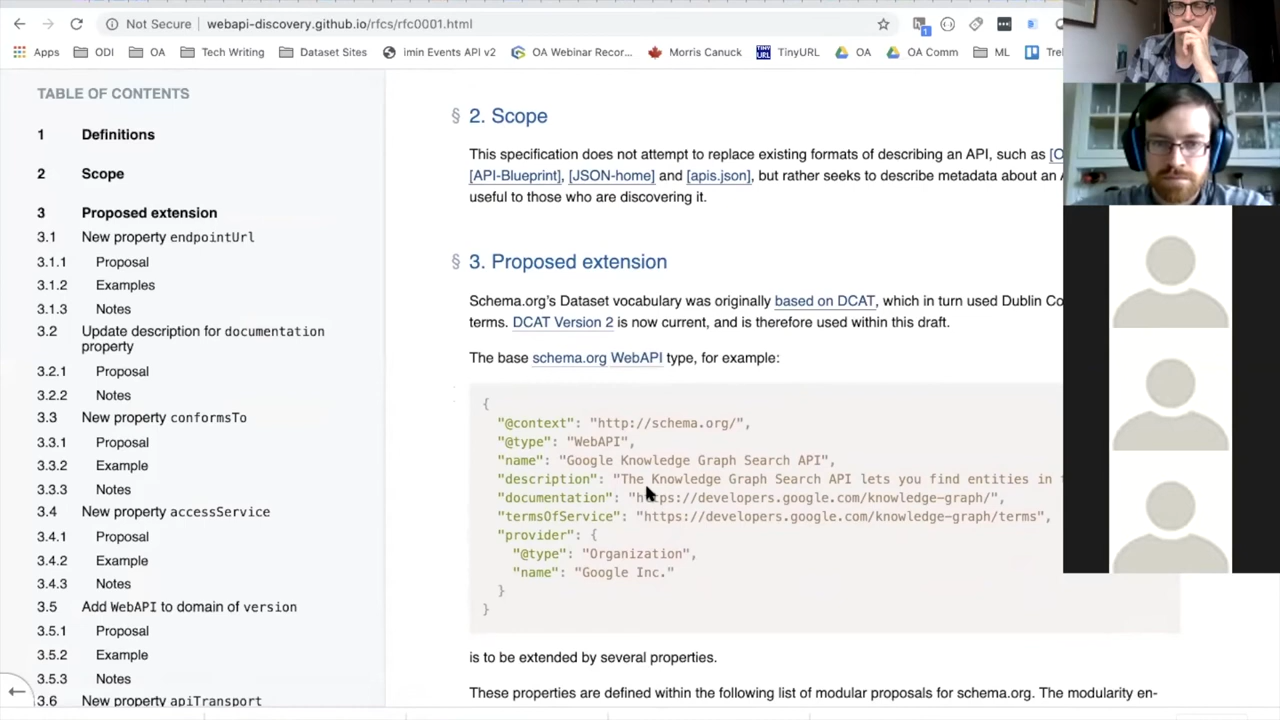 Not Secure | webapi-discovery.github.io/rfcs/rfc0001.html
Apps ODI OA Tech Writing Dataset Sites imin Events API v2 OA Webinar Recor... Morris Canuck TinyURL OA OA Comm ML
TABLE OF CONTENTS
1 Definitions
2 Scope
3 Proposed extension
3.1 New property endpointUrl
3.1.1 Proposal
3.1.2 Examples
3.1.3 Notes
3.2 Update description for documentation
property
3.2.1 Proposal
3.2.2 Notes
3.3 New property conformsTo
3.3.1 Proposal
3.3.2 Example
3.3.3 Notes
3.4 New property accessService
3.4.1 Proposal
3.4.2 Example
3.4.3 Notes
3.5 Add WebAPI to domain of version
3.5.1 Proposal
3.5.2 Example
3.5.3 Notes
3.6 New property apiTransport
§ 2. Scope
This specification does not attempt to replace existing formats of describing an API, such as
[API-Blueprint], [JSON-home] and [apis.json], but rather seeks to describe metadata about an
useful to those who are discovering it.
§ 3. Proposed extension
Schema.org's Dataset vocabulary was originally based on DCAT, which in turn used Dublin
terms. DCAT Version 2 is now current, and is therefore used within this draft.
The base schema.org WebAPI type, for example:
{
"@context": "http://schema.org/",
"@type": "WebAPI",
"name": "Google Knowledge Graph Search API",
"description": "The Knowledge Graph Search API lets you find entities in
"documentation": "https://developers.google.com/knowledge-graph/",
"termsOfService": "https://developers.google.com/knowledge-graph/terms",
"provider": {
"@type": "Organization",
"name": "Google Inc."
}
}
is to be extended by several properties.
These properties are defined within the following list of modular proposals for schema.org. The modularity en-